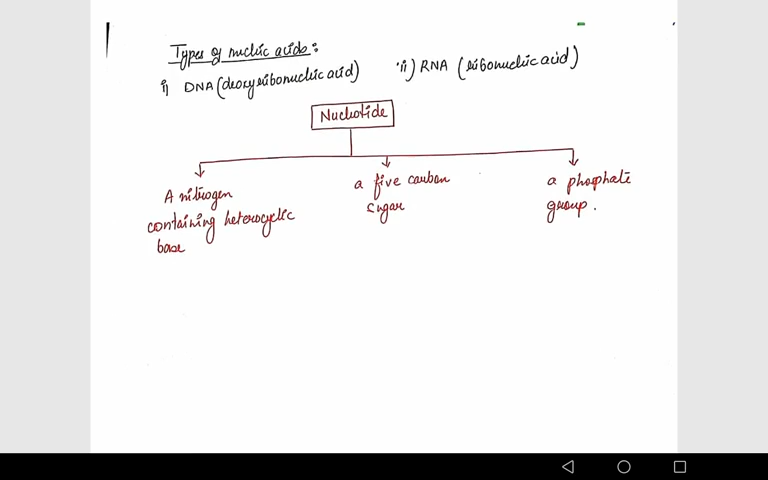 Types of nucleic acids:
i) DNA (deoxyribonucleic acid) ii) RNA (ribonucleic acid)
Nucleotide
A nitrogen
containing heterocyclic
base
a five carbon
sugar
a phosphate
group.